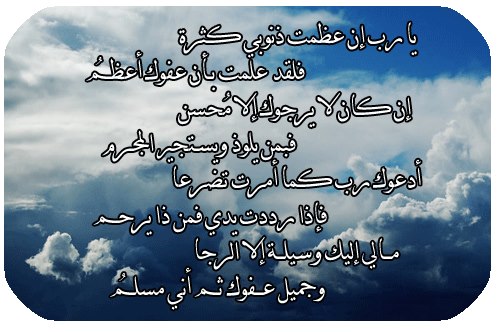 يا رب إن عظمت ذنوبي كثرة
فلقد علمت بأن عفوك أعظمُ
إن كان لا يرجوك إلا مُحسن
فبمن يلوذ ويستجير المجرم
أدعوك رب كما أمرت تضرعا
فإذا رددت يدي فمن ذا يرحم
مالي إليك وسيلة إلا الرجا
وجميل عفوك ثم أني مسلمُ